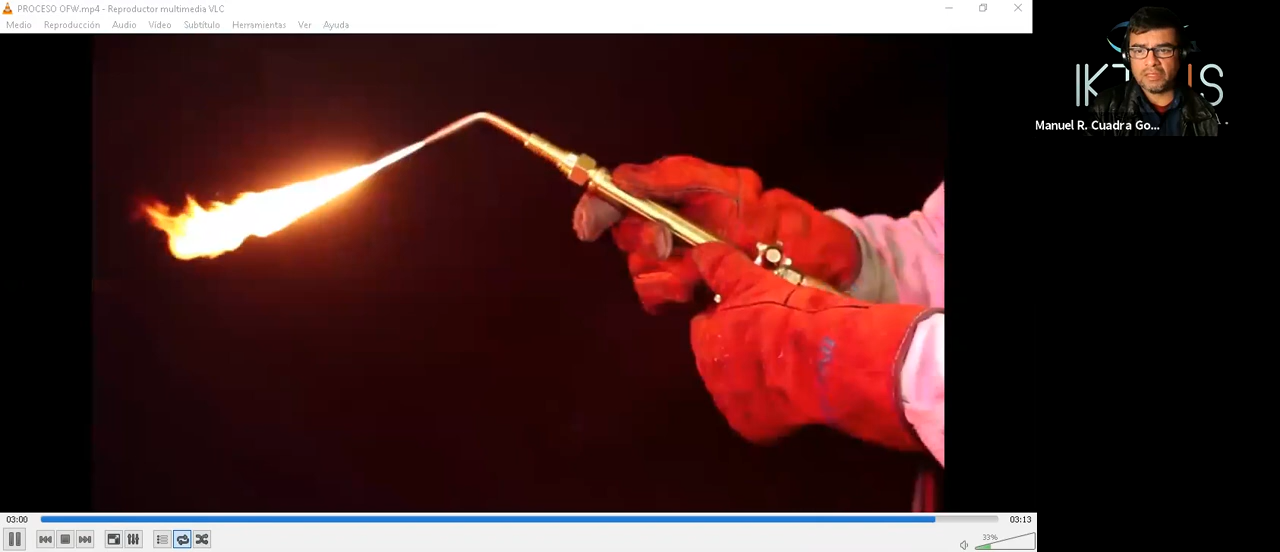 PROCESO OFW.mp4 - Reproductor multimedia VLC
Medio Reproducción Audio Vídeo Subtítulo Herramientas Ver Ayuda
Manuel R. Cuadra Go...
03:00
03:13
33%